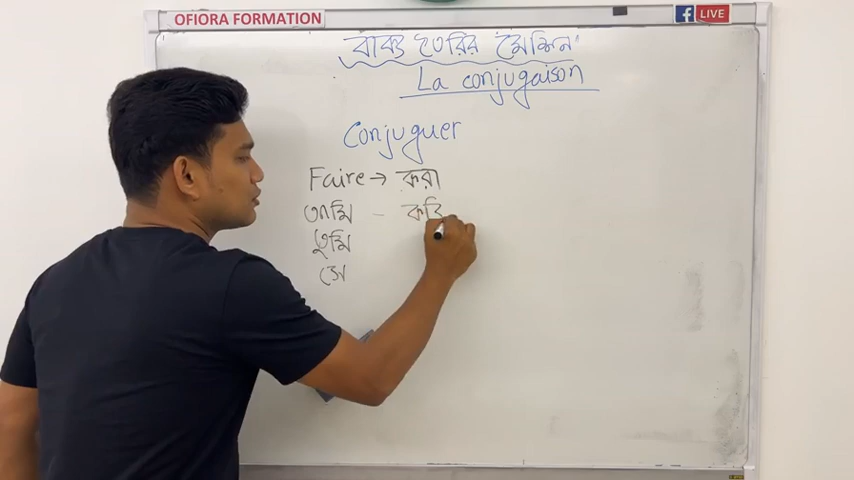 OFIORA FORMATION
f LIVE
বাক্য তৈরির মেশিন"
La conjugaison
Conjuguer
Faire → করা
আমি - করি
তুমি
সে